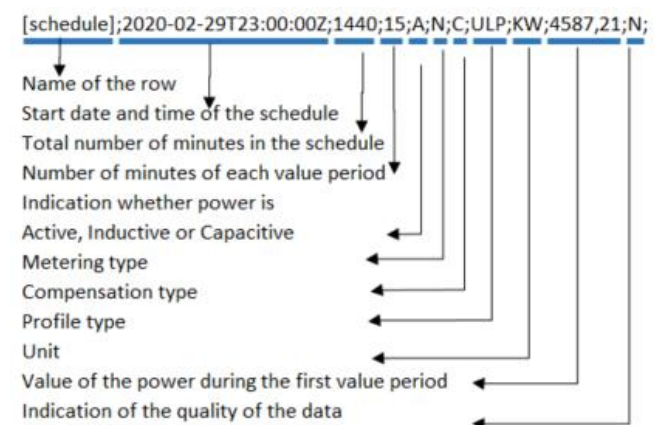 [schedule];2020-02-29T23:00:00Z;1440;15;A;N;C;ULP;KW;4587,21;N;
Name of the row
Start date and time of the schedule
Total number of minutes in the schedule
Number of minutes of each value period
Indication whether power is
Active, Inductive or Capacitive
Metering type
Compensation type
Profile type
Unit
Value of the power during the first value period
Indication of the quality of the data